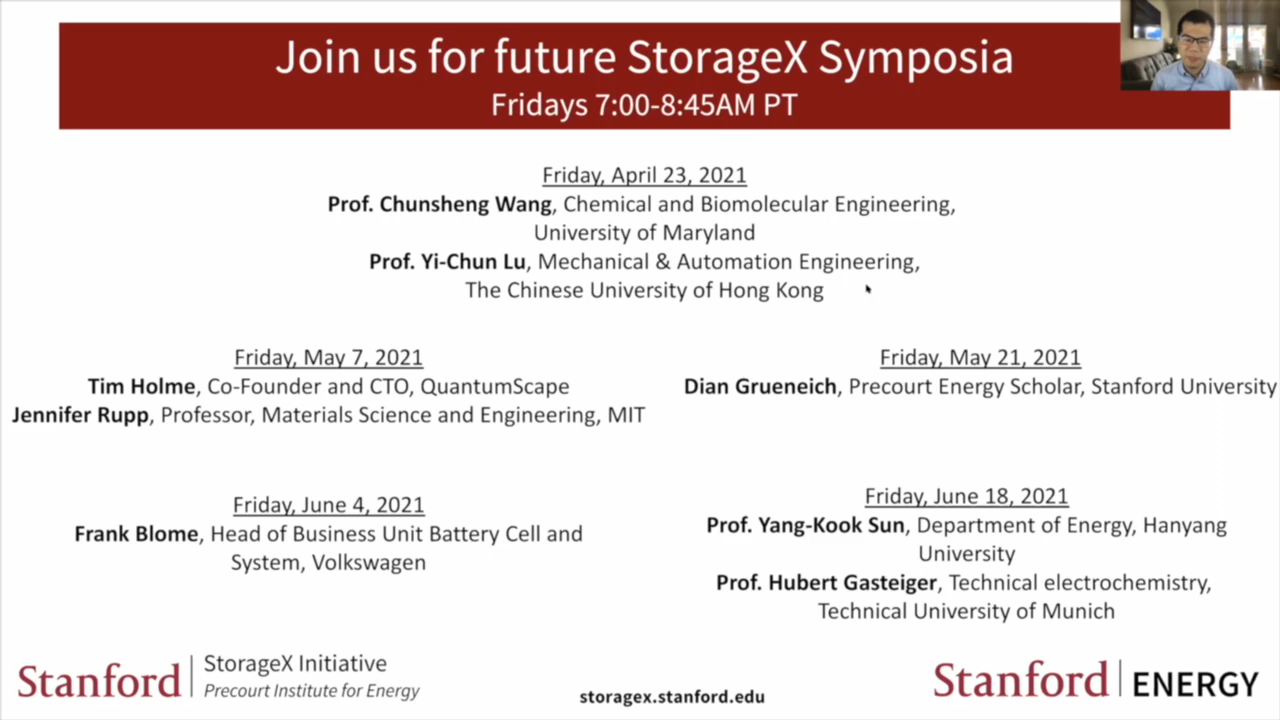 Join us for future StorageX Symposia
Fridays 7:00-8:45AM PT
Friday, April 23, 2021
Prof. Chunsheng Wang, Chemical and Biomolecular Engineering,
University of Maryland
Prof. Yi-Chun Lu, Mechanical & Automation Engineering,
The Chinese University of Hong Kong
Friday, May 7, 2021
Tim Holme, Co-Founder and CTO, QuantumScape
Jennifer Rupp, Professor, Materials Science and Engineering, MIT
Friday, May 21, 2021
Dian Grueneich, Precourt Energy Scholar, Stanford University
Friday, June 4, 2021
Frank Blome, Head of Business Unit Battery Cell and
System, Volkswagen
Friday, June 18, 2021
Prof. Yang-Kook Sun, Department of Energy, Hanyang
University
Prof. Hubert Gasteiger, Technical electrochemistry,
Technical University of Munich
Stanford StorageX Initiative
Precourt Institute for Energy
storagex.stanford.edu
Stanford ENERGY